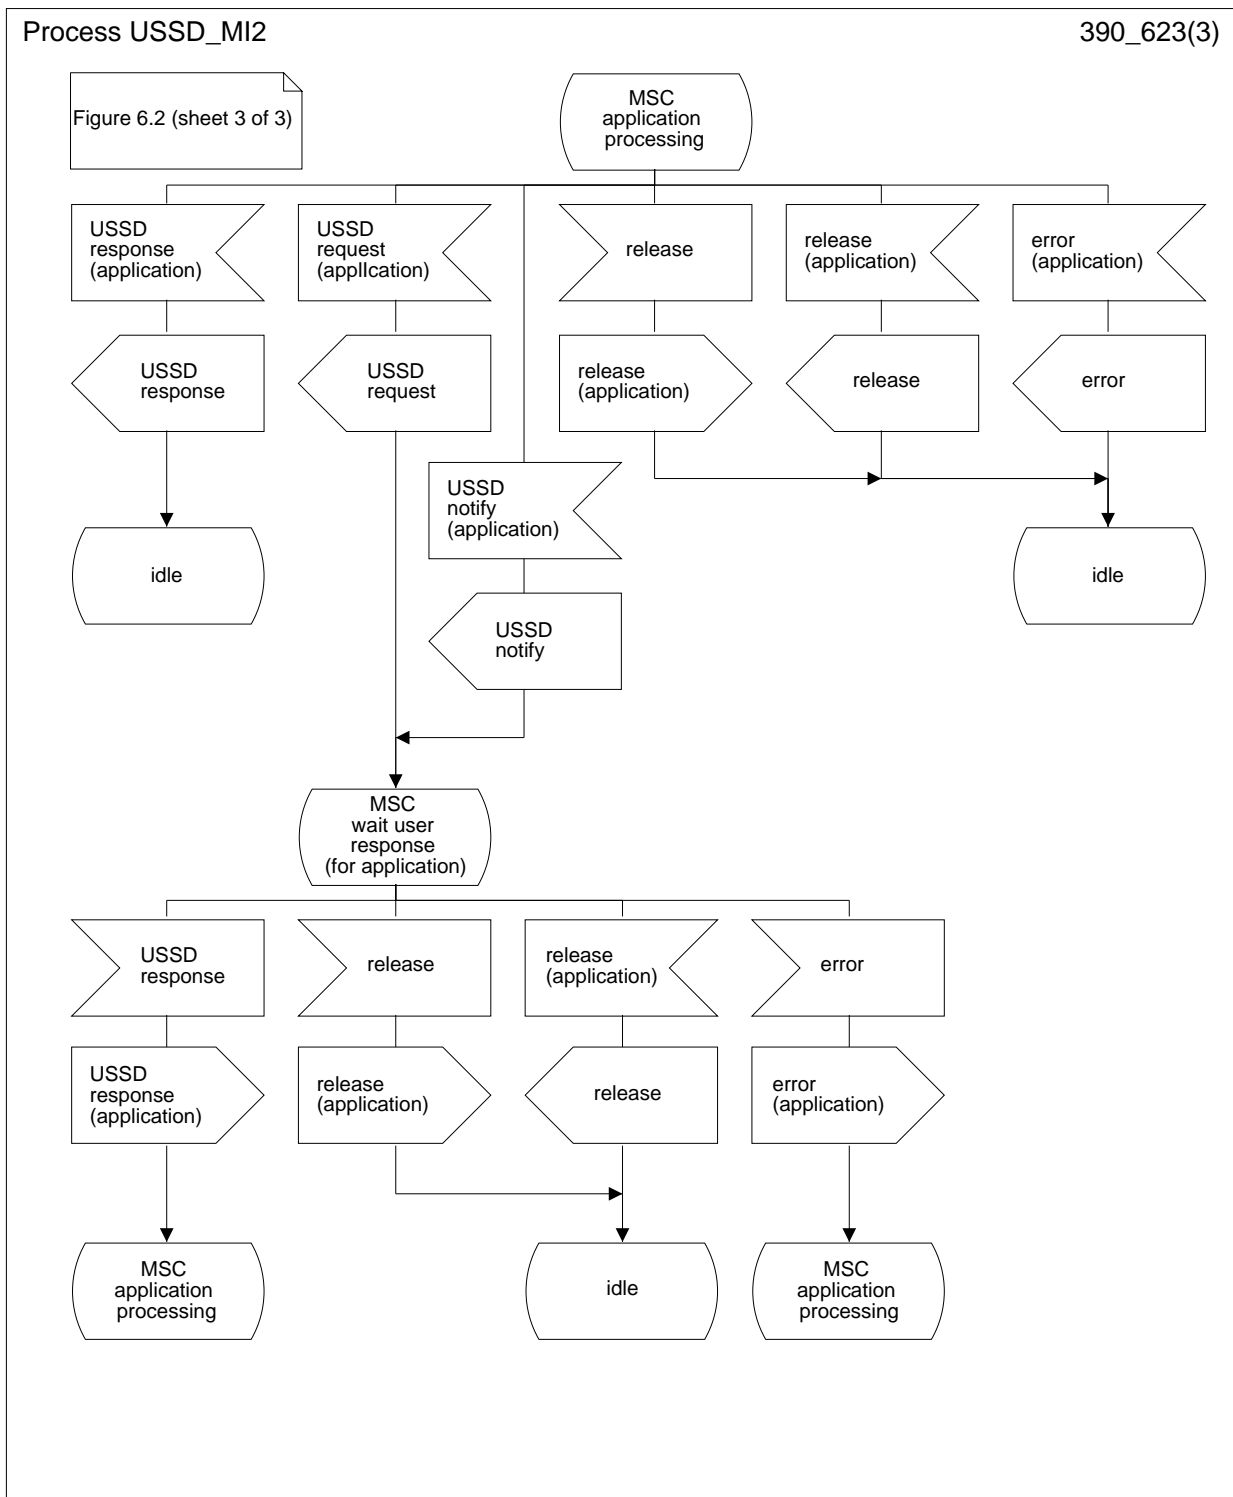 Process USSD_MI2
390_623(3)
Figure 6.2 (sheet 3 of 3)
MSC
application
processing
USSD
response
(application)
USSD
request
(applIcation)
release
release
(application)
error
(application)
USSD
response
USSD
request
release
(application)
release
error
USSD
notify
(application)
idle
idle
USSD
notify
MSC
wait user
response
(for application)
USSD
response
release
release
(application)
error
USSD
response
(application)
release
(application)
release
error
(application)
MSC
application
processing
idle
MSC
application
processing